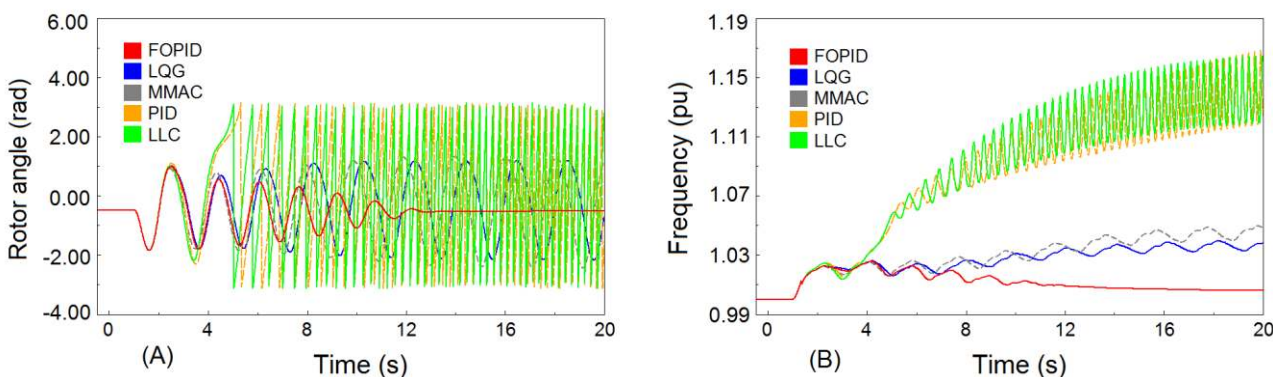 6.00
4.00
2.00
0.00
-2.00
-4.00
Rotor angle (rad)
FOPID
LQG
MMAC
PID
LLC
0 4 8 12 16 20
(A) Time (s)
1.19
1.15
1.11
1.07
1.03
0.99
Frequency (pu)
FOPID
LQG
MMAC
PID
LLC
0 4 8 12 16 20
(B) Time (s)